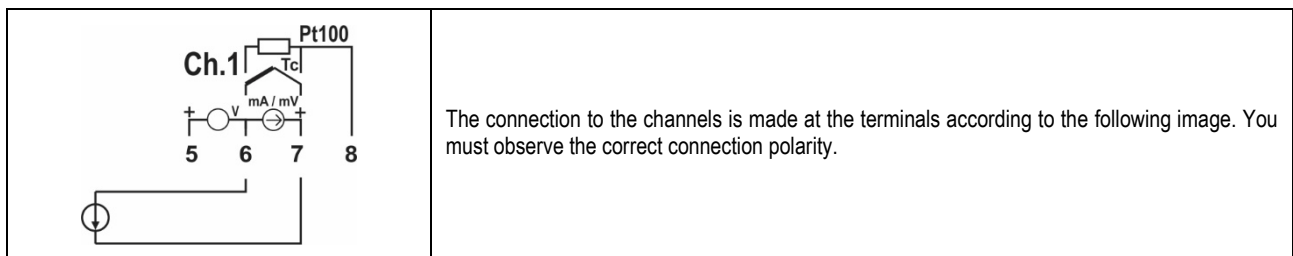 Pt100
Ch.1
Tc
mA / mV
+ V +
5 6 7 8
The connection to the channels is made at the terminals according to the following image. You
must observe the correct connection polarity.